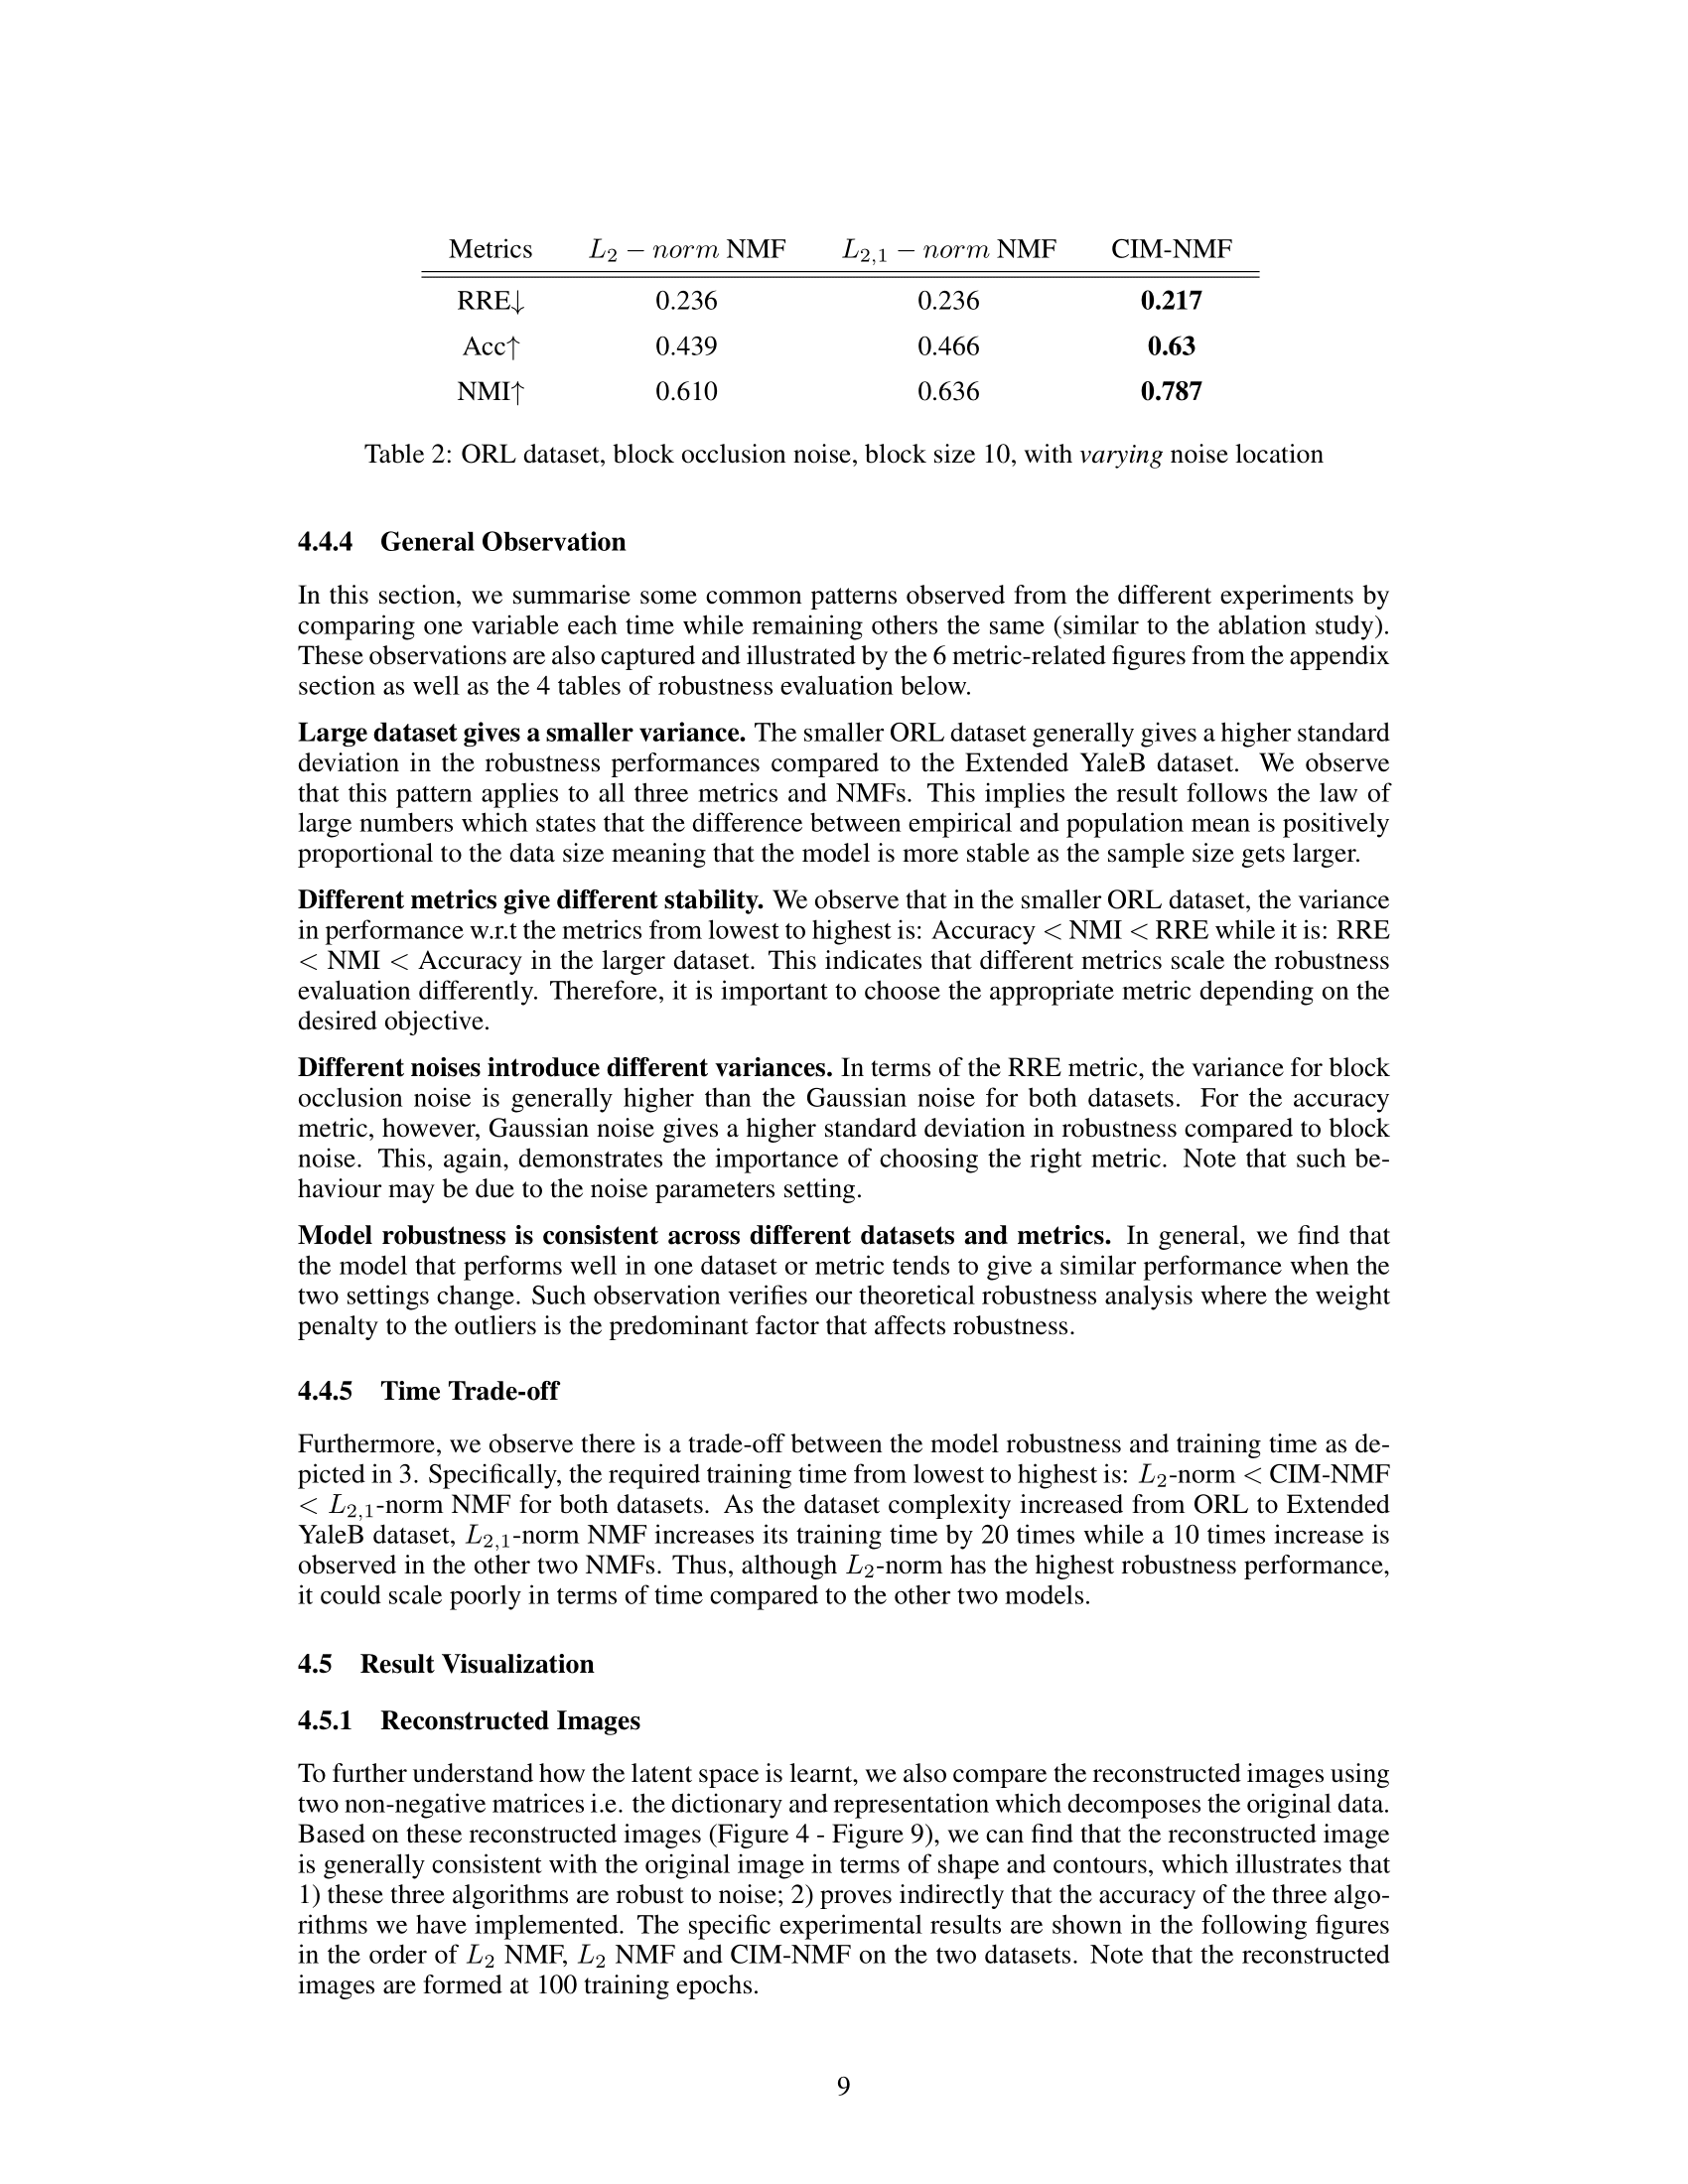 Metrics L₂ − norm NMF L₂,₁ − norm NMF CIM-NMF
RRE↓ 0.236 0.236 0.217
Acc↑ 0.439 0.466 0.63
NMI↑ 0.610 0.636 0.787
Table 2: ORL dataset, block occlusion noise, block size 10, with varying noise location
4.4.4 General Observation
In this section, we summarise some common patterns observed from the different experiments by
comparing one variable each time while remaining others the same (similar to the ablation study).
These observations are also captured and illustrated by the 6 metric-related figures from the appendix
section as well as the 4 tables of robustness evaluation below.
Large dataset gives a smaller variance. The smaller ORL dataset generally gives a higher standard
deviation in the robustness performances compared to the Extended YaleB dataset. We observe
that this pattern applies to all three metrics and NMFs. This implies the result follows the law of
large numbers which states that the difference between empirical and population mean is positively
proportional to the data size meaning that the model is more stable as the sample size gets larger.
Different metrics give different stability. We observe that in the smaller ORL dataset, the variance
in performance w.r.t the metrics from lowest to highest is: Accuracy < NMI < RRE while it is: RRE
< NMI < Accuracy in the larger dataset. This indicates that different metrics scale the robustness
evaluation differently. Therefore, it is important to choose the appropriate metric depending on the
desired objective.
Different noises introduce different variances. In terms of the RRE metric, the variance for block
occlusion noise is generally higher than the Gaussian noise for both datasets. For the accuracy
metric, however, Gaussian noise gives a higher standard deviation in robustness compared to block
noise. This, again, demonstrates the importance of choosing the right metric. Note that such be-
haviour may be due to the noise parameters setting.
Model robustness is consistent across different datasets and metrics. In general, we find that
the model that performs well in one dataset or metric tends to give a similar performance when the
two settings change. Such observation verifies our theoretical robustness analysis where the weight
penalty to the outliers is the predominant factor that affects robustness.
4.4.5 Time Trade-off
Furthermore, we observe there is a trade-off between the model robustness and training time as de-
picted in 3. Specifically, the required training time from lowest to highest is: L₂-norm < CIM-NMF
< L₂,₁-norm NMF for both datasets. As the dataset complexity increased from ORL to Extended
YaleB dataset, L₂,₁-norm NMF increases its training time by 20 times while a 10 times increase is
observed in the other two NMFs. Thus, although L₂-norm has the highest robustness performance,
it could scale poorly in terms of time compared to the other two models.
4.5 Result Visualization
4.5.1 Reconstructed Images
To further understand how the latent space is learnt, we also compare the reconstructed images using
two non-negative matrices i.e. the dictionary and representation which decomposes the original data.
Based on these reconstructed images (Figure 4 - Figure 9), we can find that the reconstructed image
is generally consistent with the original image in terms of shape and contours, which illustrates that
1) these three algorithms are robust to noise; 2) proves indirectly that the accuracy of the three algo-
rithms we have implemented. The specific experimental results are shown in the following figures
in the order of L₂ NMF, L₂ NMF and CIM-NMF on the two datasets. Note that the reconstructed
images are formed at 100 training epochs.
9